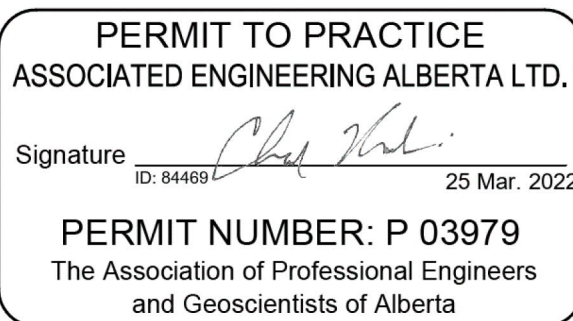 PERMIT TO PRACTICE
ASSOCIATED ENGINEERING ALBERTA LTD.
Signature
ID: 84469 25 Mar. 2022
PERMIT NUMBER: P 03979
The Association of Professional Engineers
and Geoscientists of Alberta